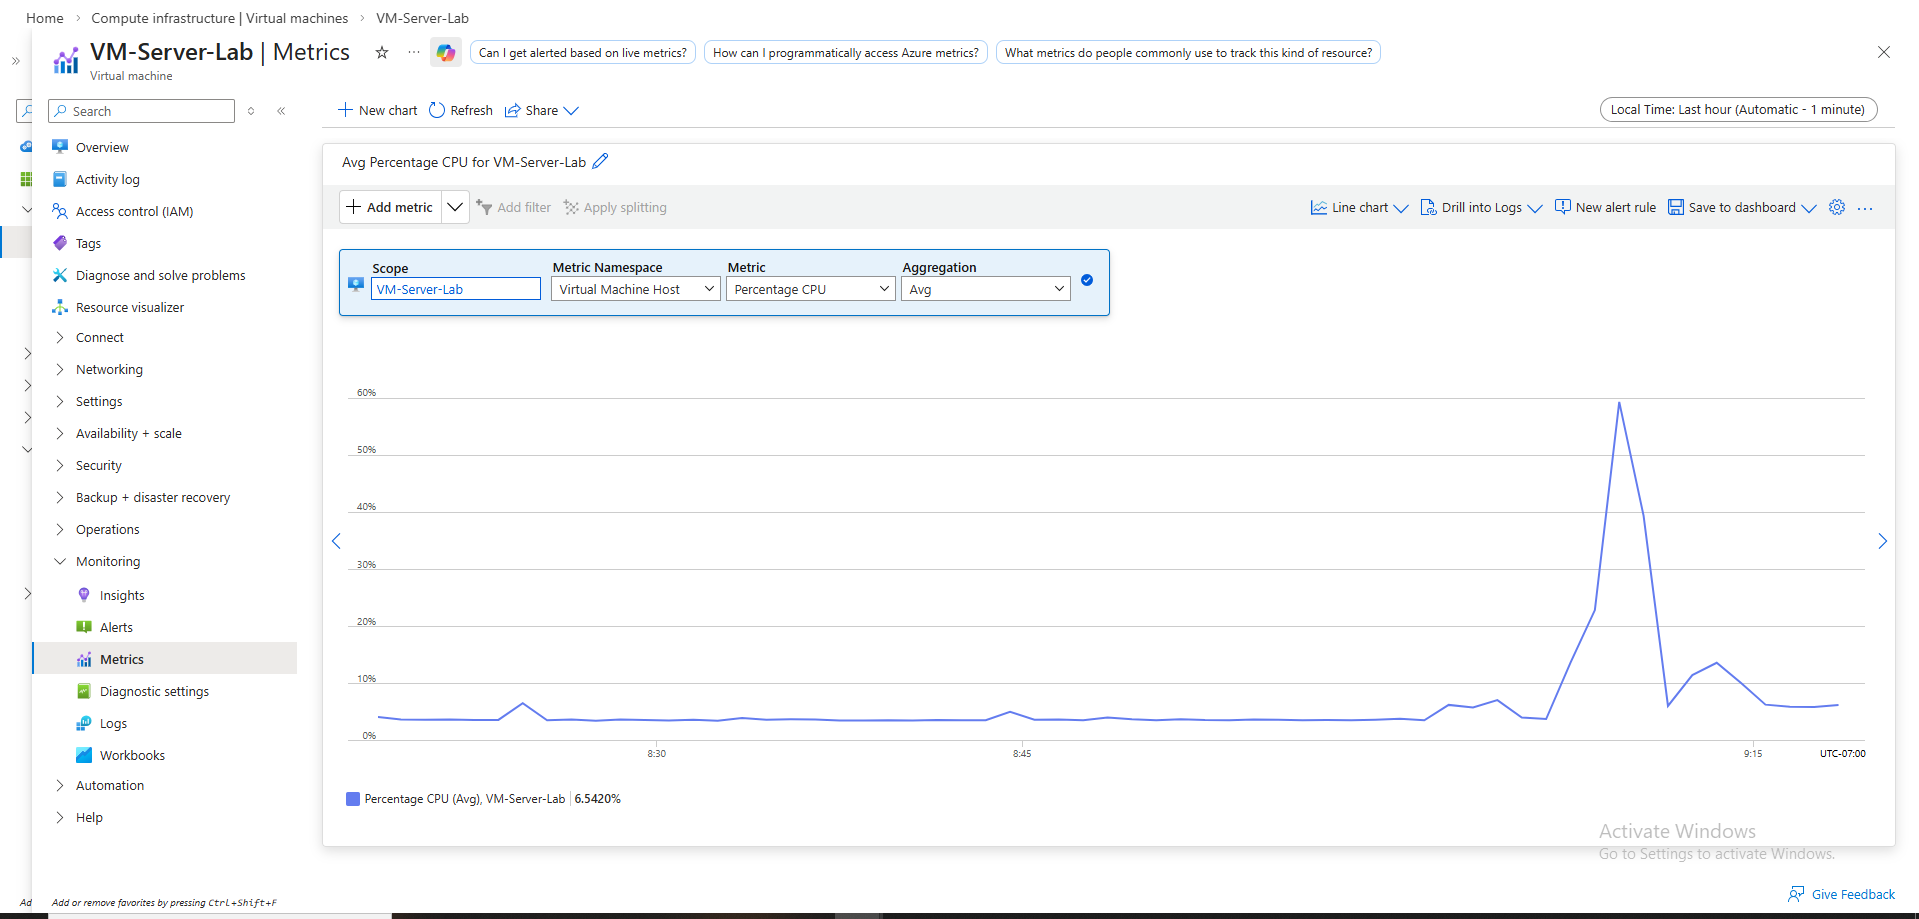 Home > Compute infrastructure | Virtual machines > VM-Server-Lab
VM-Server-Lab | Metrics
Virtual machine
Can I get alerted based on live metrics?
How can I programmatically access Azure metrics?
What metrics do people commonly use to track this kind of resource?
Search
New chart
Refresh
Share
Local Time: Last hour (Automatic - 1 minute)
Overview
Activity log
Access control (IAM)
Tags
Diagnose and solve problems
Resource visualizer
Connect
Networking
Settings
Availability + scale
Security
Backup + disaster recovery
Operations
Monitoring
Insights
Alerts
Metrics
Diagnostic settings
Logs
Workbooks
Automation
Help
Ad
Add or remove favorites by pressing Ctrl+Shift+F
Avg Percentage CPU for VM-Server-Lab
Add metric
Add filter
Apply splitting
Line chart
Drill into Logs
New alert rule
Save to dashboard
Scope
VM-Server-Lab
Metric Namespace
Virtual Machine Host
Metric
Percentage CPU
Aggregation
Avg
60%
50%
40%
30%
20%
10%
0%
8:30
8:45
9:15
UTC-07:00
Percentage CPU (Avg), VM-Server-Lab | 6.5420%
Activate Windows
Go to Settings to activate Windows.
Give Feedback